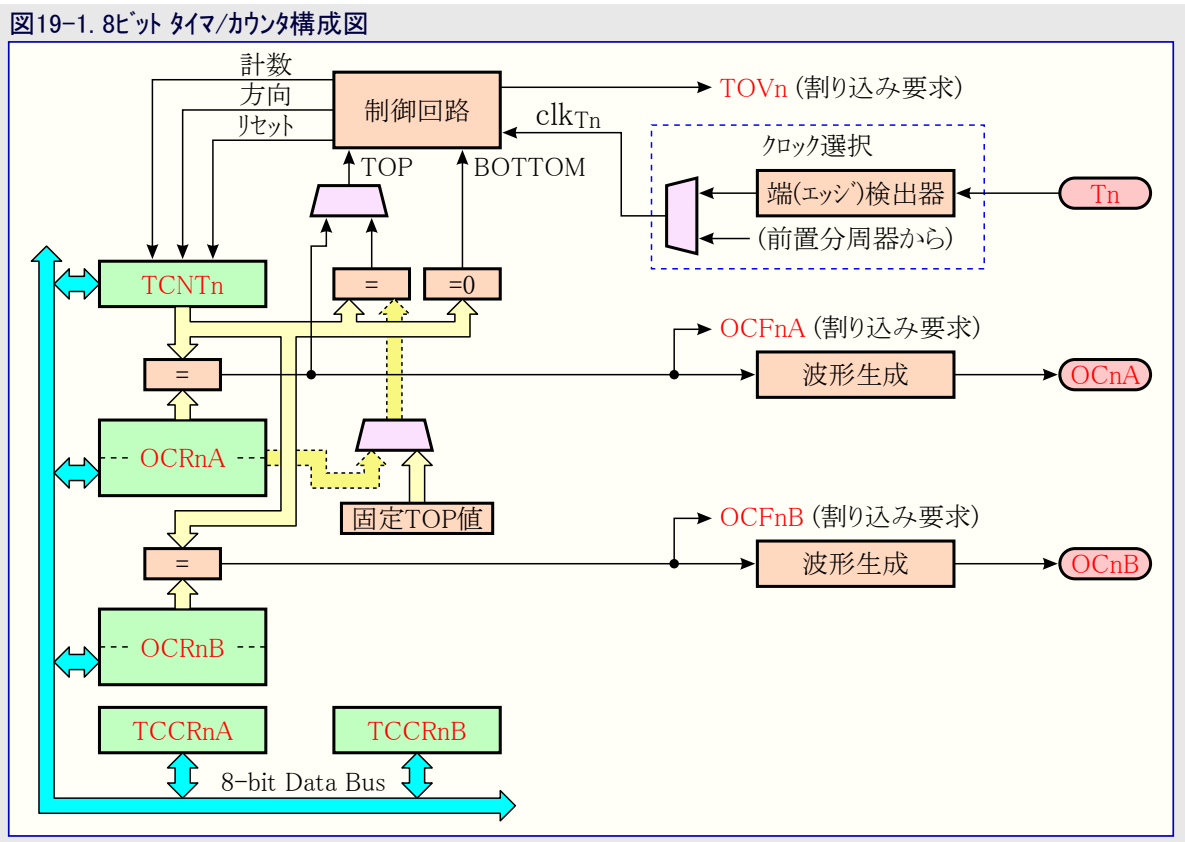 図19-1. 8ﾋﾞｯﾄ ﾀｲﾏ/ｶｳﾝﾀ構成図
計数
方向
ﾘｾｯﾄ
制御回路
TOVn (割り込み要求)
clkTn
TOP
BOTTOM
ｸﾛｯｸ選択
端(ｴｯｼﾞ)検出器
Tn
(前置分周器から)
TCNTn
=
=0
OCFnA (割り込み要求)
=
波形生成
OCnA
OCRnA
固定TOP値
OCFnB (割り込み要求)
=
波形生成
OCnB
OCRnB
TCCRnA
TCCRnB
8-bit Data Bus